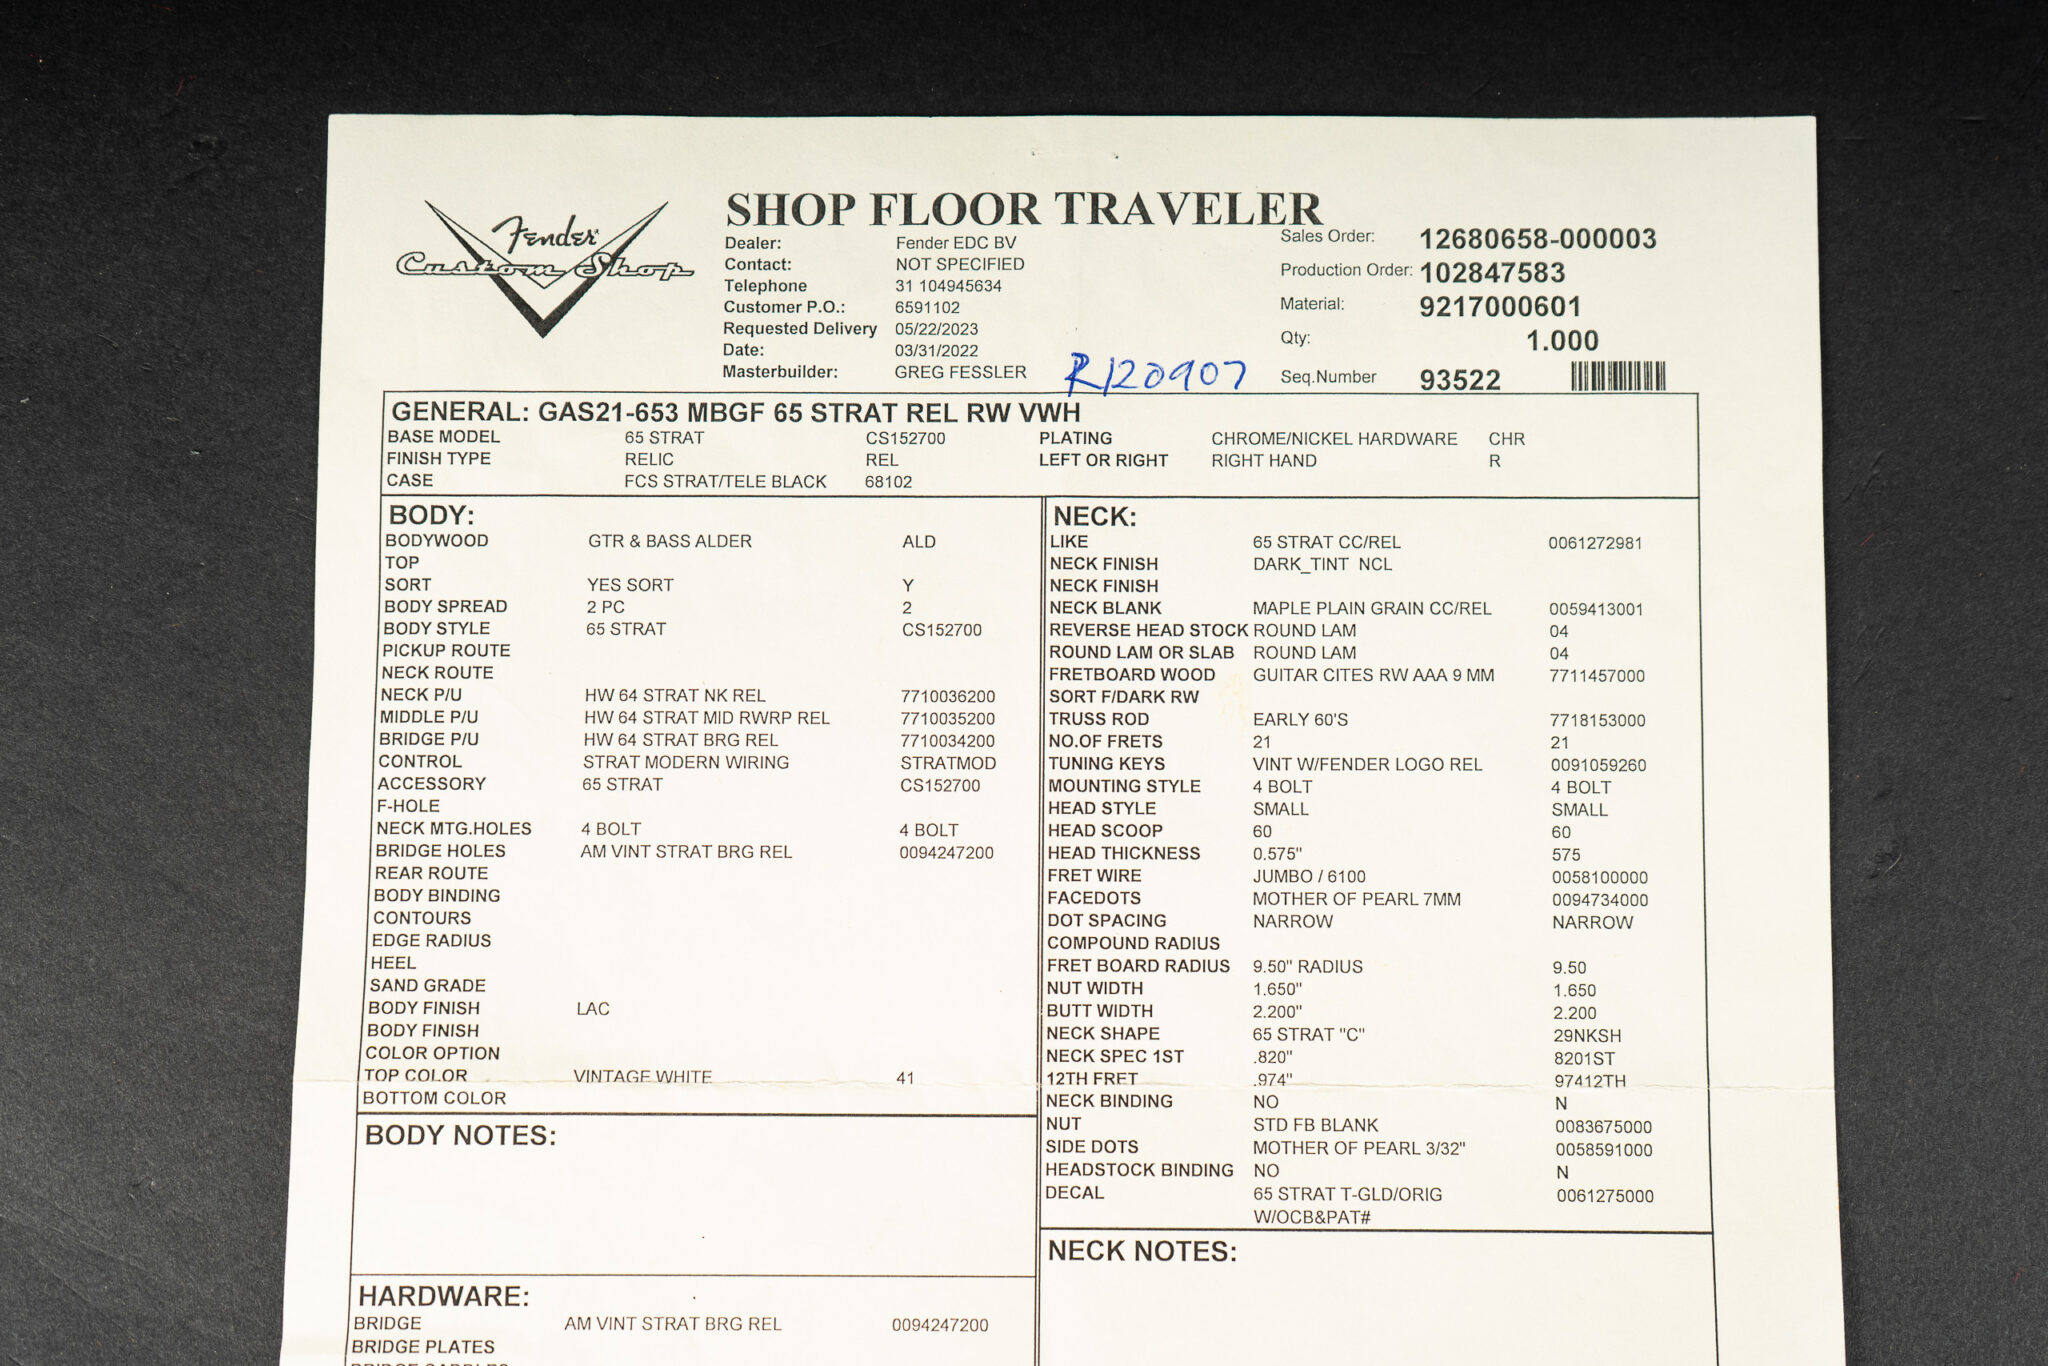 Fender
Custom Shop
SHOP FLOOR TRAVELER
Dealer: Fender EDC BV
Contact: NOT SPECIFIED
Telephone 31 104945634
Customer P.O.: 6591102
Requested Delivery 05/22/2023
Date: 03/31/2022
Masterbuilder: GREG FESSLER
R120907
Sales Order: 12680658-000003
Production Order: 102847583
Material: 9217000601
Qty: 1.000
Seq.Number 93522
GENERAL: GAS21-653 MBGF 65 STRAT REL RW VWH
BASE MODEL 65 STRAT CS152700 PLATING CHROME/NICKEL HARDWARE CHR
FINISH TYPE RELIC REL LEFT OR RIGHT RIGHT HAND R
CASE FCS STRAT/TELE BLACK 68102
BODY:
BODYWOOD GTR & BASS ALDER ALD
TOP
SORT YES SORT Y
BODY SPREAD 2 PC 2
BODY STYLE 65 STRAT CS152700
PICKUP ROUTE
NECK ROUTE
NECK P/U HW 64 STRAT NK REL 7710036200
MIDDLE P/U HW 64 STRAT MID RWRP REL 7710035200
BRIDGE P/U HW 64 STRAT BRG REL 7710034200
CONTROL STRAT MODERN WIRING STRATMOD
ACCESSORY 65 STRAT CS152700
F-HOLE
NECK MTG.HOLES 4 BOLT 4 BOLT
BRIDGE HOLES AM VINT STRAT BRG REL 0094247200
REAR ROUTE
BODY BINDING
CONTOURS
EDGE RADIUS
HEEL
SAND GRADE
BODY FINISH LAC
BODY FINISH
COLOR OPTION
TOP COLOR VINTAGE WHITE 41
BOTTOM COLOR
BODY NOTES:
HARDWARE:
BRIDGE AM VINT STRAT BRG REL 0094247200
BRIDGE PLATES
NECK:
LIKE 65 STRAT CC/REL 0061272981
NECK FINISH DARK_TINT NCL
NECK FINISH
NECK BLANK MAPLE PLAIN GRAIN CC/REL 0059413001
REVERSE HEAD STOCK ROUND LAM 04
ROUND LAM OR SLAB ROUND LAM 04
FRETBOARD WOOD GUITAR CITES RW AAA 9 MM 7711457000
SORT F/DARK RW
TRUSS ROD EARLY 60'S 7718153000
NO.OF FRETS 21 21
TUNING KEYS VINT W/FENDER LOGO REL 0091059260
MOUNTING STYLE 4 BOLT 4 BOLT
HEAD STYLE SMALL SMALL
HEAD SCOOP 60 60
HEAD THICKNESS 0.575" 575
FRET WIRE JUMBO / 6100 0058100000
FACEDOTS MOTHER OF PEARL 7MM 0094734000
DOT SPACING NARROW NARROW
COMPOUND RADIUS
FRET BOARD RADIUS 9.50" RADIUS 9.50
NUT WIDTH 1.650" 1.650
BUTT WIDTH 2.200" 2.200
NECK SHAPE 65 STRAT "C" 29NKSH
NECK SPEC 1ST .820" 8201ST
12TH FRET .974" 97412TH
NECK BINDING NO N
NUT STD FB BLANK 0083675000
SIDE DOTS MOTHER OF PEARL 3/32" 0058591000
HEADSTOCK BINDING NO N
DECAL 65 STRAT T-GLD/ORIG 0061275000
W/OCB&PAT#
NECK NOTES: